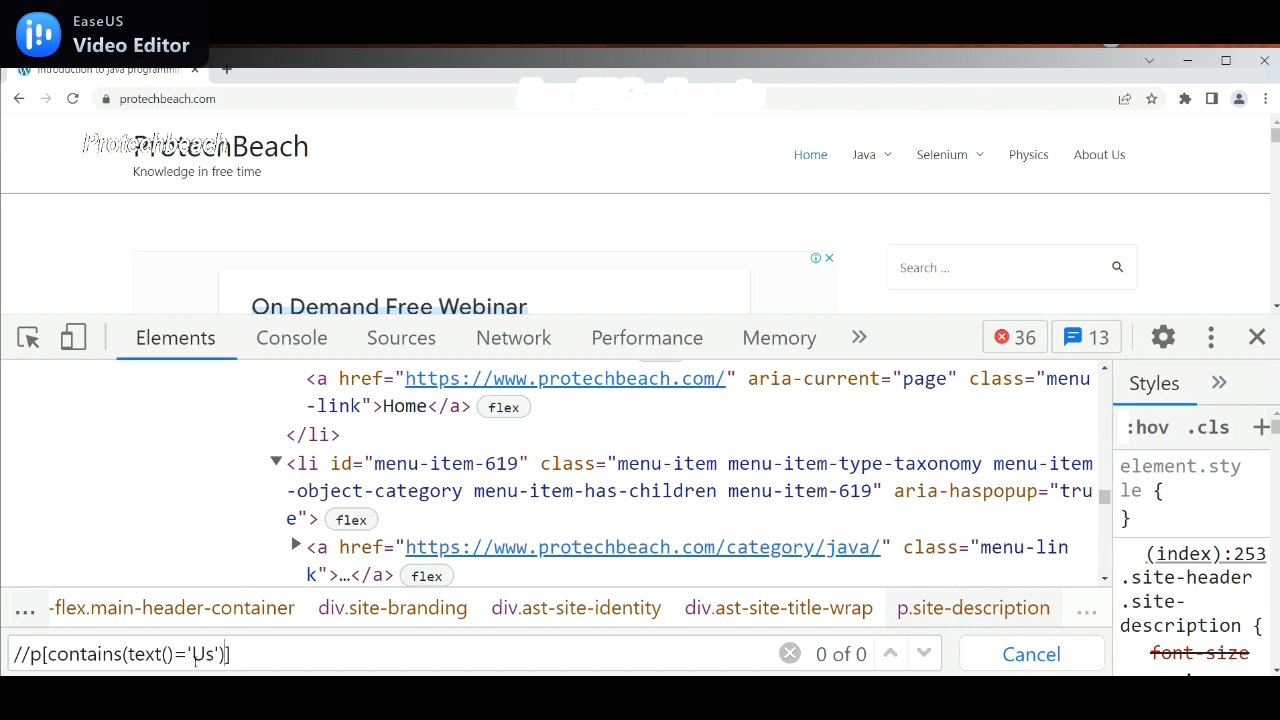 EaseUS
Video Editor
Introduction to Java programmin
protechbeach.com
Protechbeach
ProtechBeach
Knowledge in free time
Home Java Selenium Physics About Us
Search ...
On Demand Free Webinar
Elements Console Sources Network Performance Memory 36 13
<a href="https://www.protechbeach.com/" aria-current="page" class="menu
-link">Home</a> flex
</li>
<li id="menu-item-619" class="menu-item menu-item-type-taxonomy menu-item
-object-category menu-item-has-children menu-item-619" aria-haspopup="tru
e"> flex
<a href="https://www.protechbeach.com/category/java/" class="menu-lin
k">…</a> flex
... -flex.main-header-container div.site-branding div.ast-site-identity div.ast-site-title-wrap p.site-description ...
//p[contains(text()='Us')] 0 of 0 Cancel
Styles
:hov .cls
element.sty
le {
}
(index):253
.site-header
.site-
description {
font-size